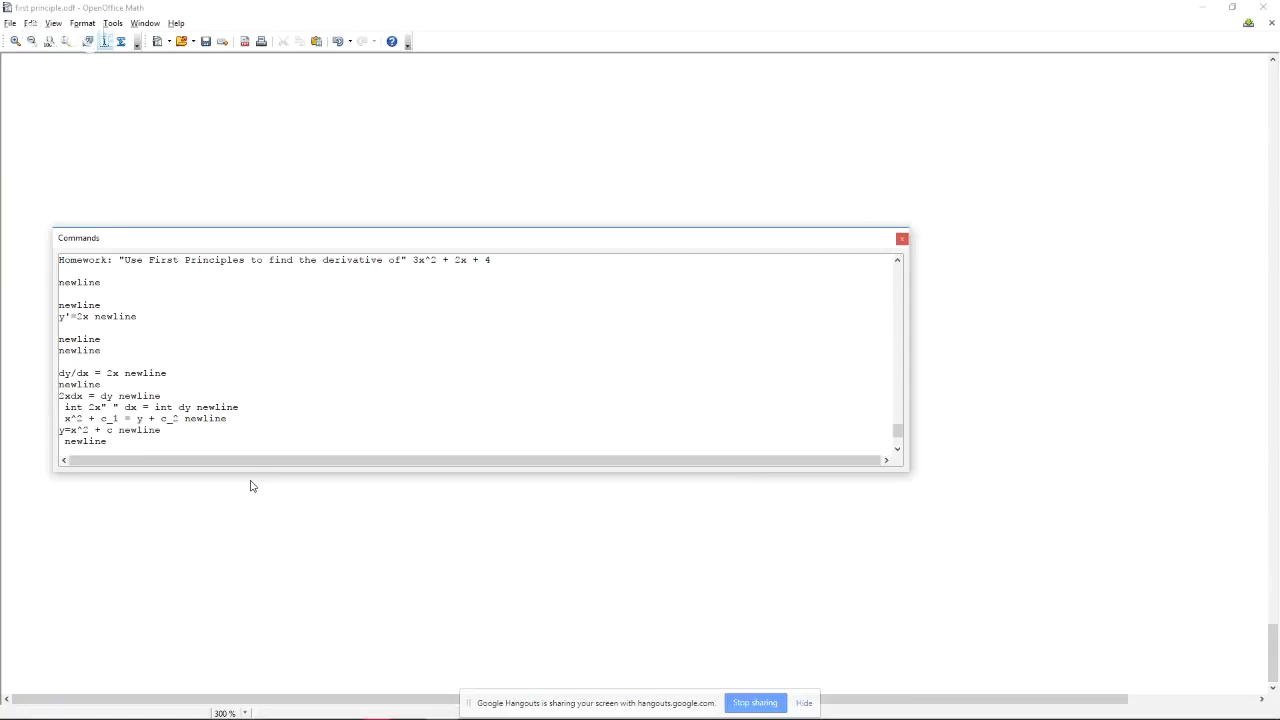 first principle.odf - OpenOffice Math
File Edit View Format Tools Window Help
Commands
Homework: "Use First Principles to find the derivative of" 3x^2 + 2x + 4
newline
newline
y'=2x newline
newline
newline
dy/dx = 2x newline
newline
2xdx = dy newline
int 2x" " dx = int dy newline
x^2 + c_1 = y + c_2 newline
y=x^2 + c newline
newline
Google Hangouts is sharing your screen with hangouts.google.com. Stop sharing Hide
300 %